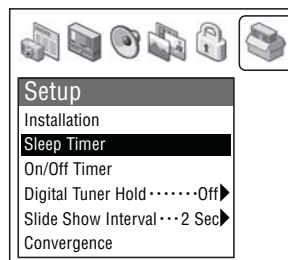 Setup
Installation
Sleep Timer
On/Off Timer
Digital Tuner Hold ·······Off
Slide Show Interval ···2 Sec
Convergence